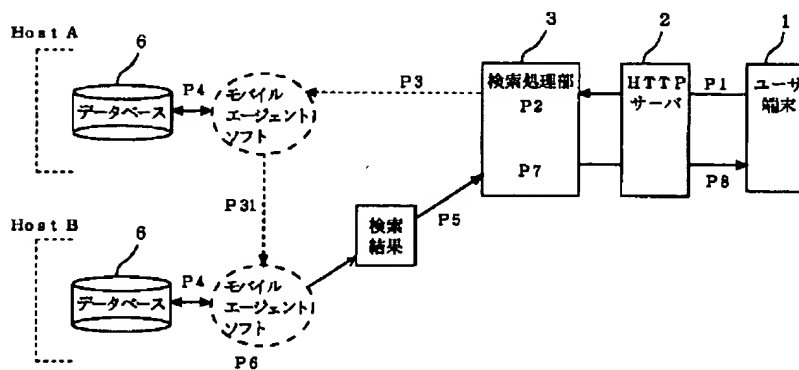 Host A
6
データベース
P4
モバイル
エージェント
ソフト
P3
3
検索処理部
P2
P7
2
HTTP
サーバ
P1
P8
1
ユーザ
端末
P31
Host B
6
データベース
P4
モバイル
エージェント
ソフト
P6
検索
結果
P5